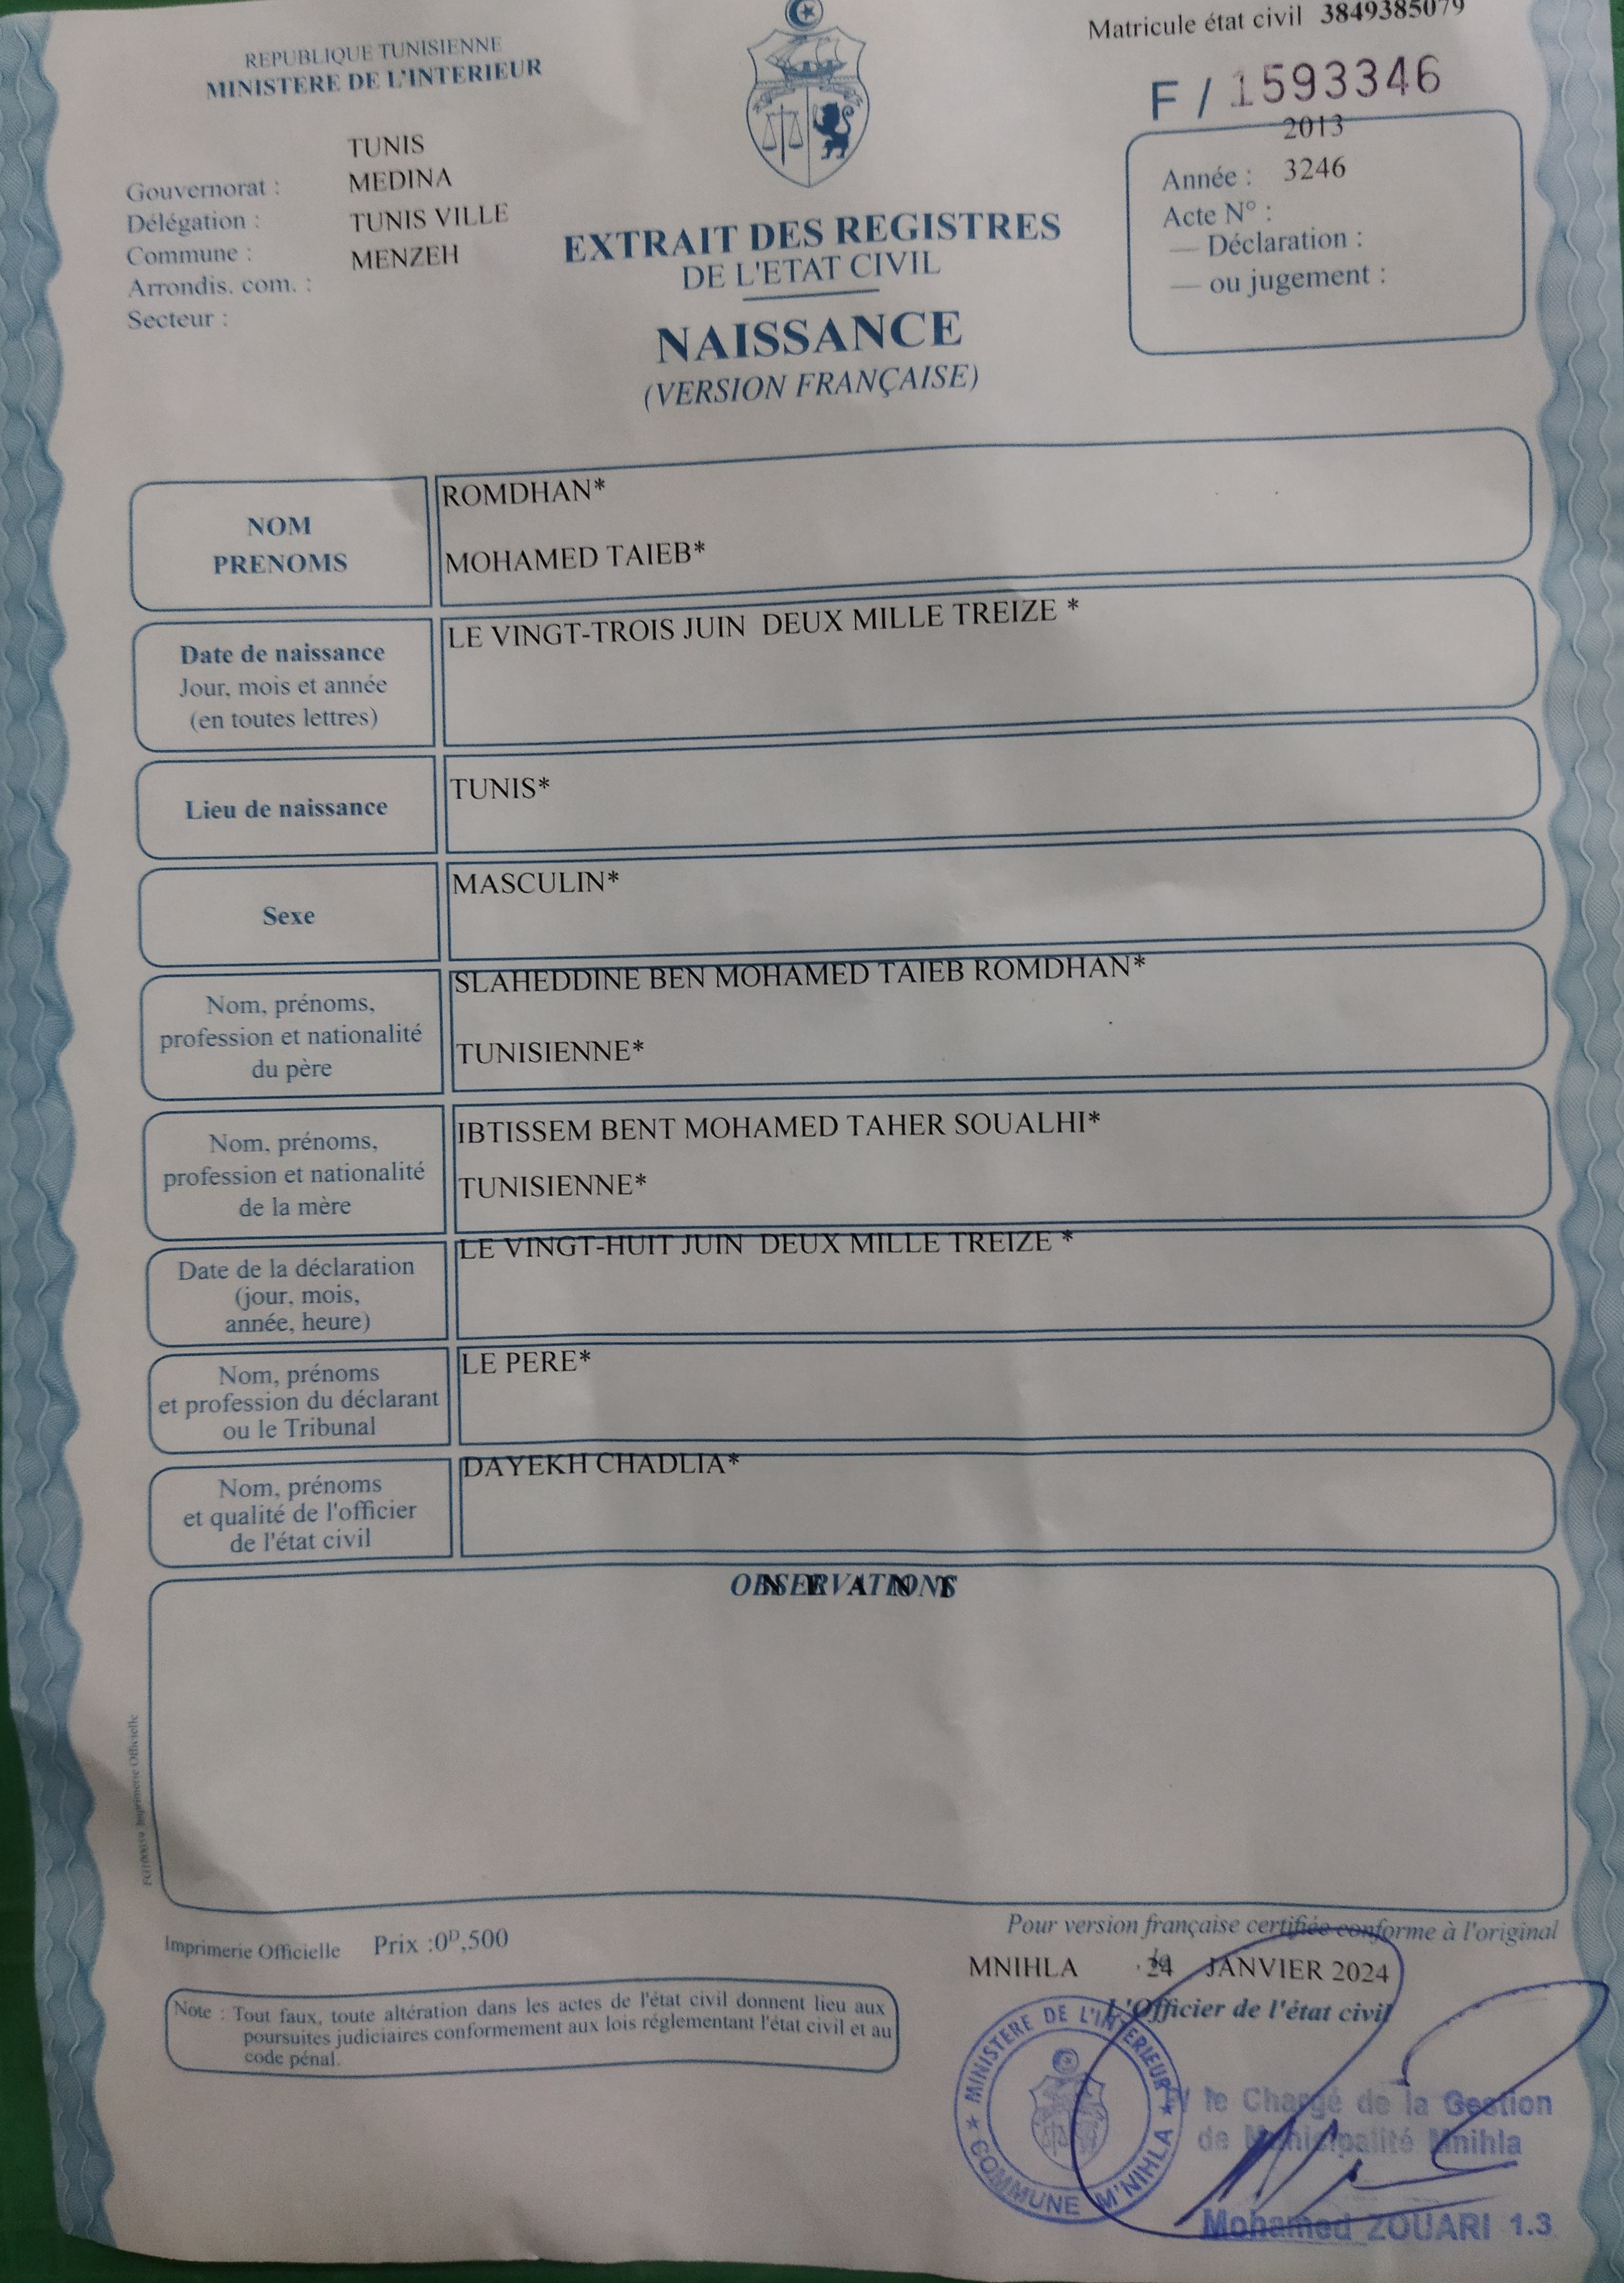 Matricule état civil 3849385079
REPUBLIQUE TUNISIENNE
MINISTERE DE L'INTERIEUR
F / 1593346
2013
Année : 3246
Acte N° :
— Déclaration :
— ou jugement :
TUNIS
Gouvernorat : MEDINA
Délégation : TUNIS VILLE
Commune : MENZEH
Arrondis. com. :
Secteur :
EXTRAIT DES REGISTRES
DE L'ETAT CIVIL
NAISSANCE
(VERSION FRANÇAISE)
NOM
PRENOMS
ROMDHAN*
MOHAMED TAIEB*
Date de naissance
Jour, mois et année
(en toutes lettres)
LE VINGT-TROIS JUIN DEUX MILLE TREIZE *
Lieu de naissance
TUNIS*
Sexe
MASCULIN*
Nom, prénoms,
profession et nationalité
du père
SLAHEDDINE BEN MOHAMED TAIEB ROMDHAN*
TUNISIENNE*
Nom, prénoms,
profession et nationalité
de la mère
IBTISSEM BENT MOHAMED TAHER SOUALHI*
TUNISIENNE*
Date de la déclaration
(jour, mois,
année, heure)
LE VINGT-HUIT JUIN DEUX MILLE TREIZE *
Nom, prénoms
et profession du déclarant
ou le Tribunal
LE PERE*
Nom, prénoms
et qualité de l'officier
de l'état civil
DAYEKH CHADLIA*
OBSERVATIONS
N E A N T
Imprimerie Officielle
Imprimerie Officielle Prix :0ᴰ,500
Note : Tout faux, toute altération dans les actes de l'état civil donnent lieu aux
poursuites judiciaires conformement aux lois réglementant l'état civil et au
code pénal.
Pour version française certifiée conforme à l'original
MNIHLA , le 24 JANVIER 2024
L'Officier de l'état civil
MINISTERE DE L'INTERIEUR
COMMUNE M'NIHLA
le Chargé de la Gestion
de Municipalité Mnihla
Mohamed ZOUARI 1.3